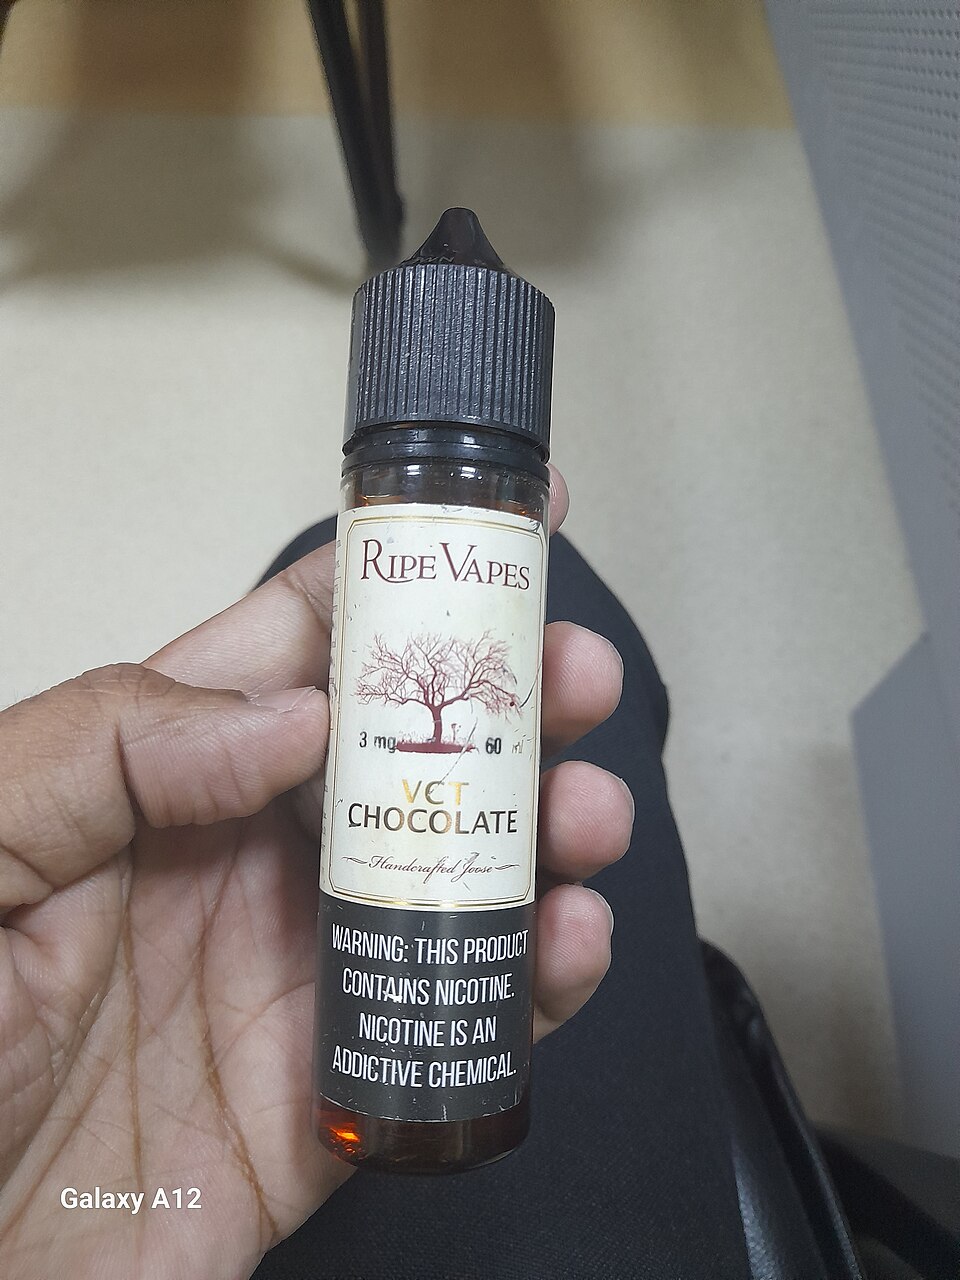 RIPE VAPES
3 mg 60 ml
VCT
CHOCOLATE
Handcrafted Joose
WARNING: THIS PRODUCT
CONTAINS NICOTINE.
NICOTINE IS AN
ADDICTIVE CHEMICAL.
Galaxy A12